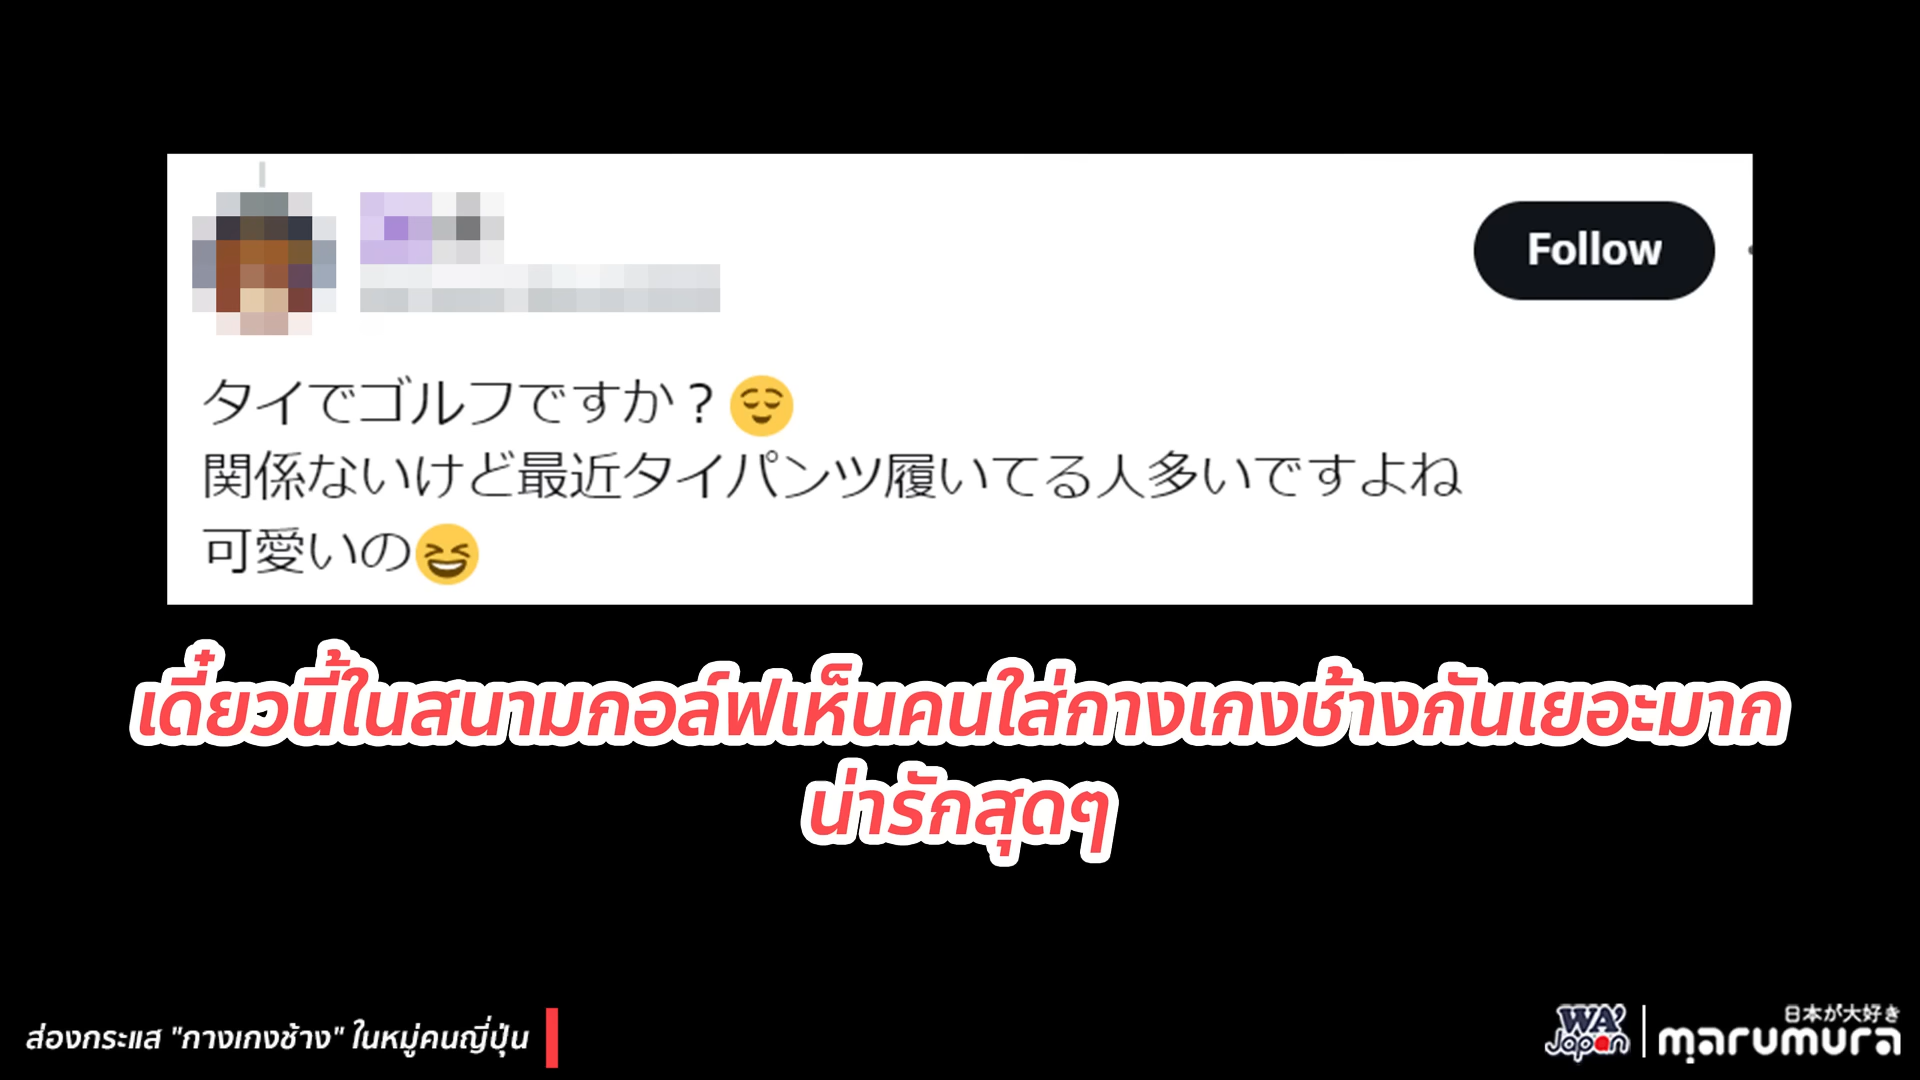 Follow
タイでゴルフですか？😌
関係ないけど最近タイパンツ履いてる人多いですよね
可愛いの😆
เดี๋ยวนี้ในสนามกอล์ฟเห็นคนใส่กางเกงช้างกันเยอะมาก
น่ารักสุดๆ
ส่องกระแส "กางเกงช้าง" ในหมู่คนญี่ปุ่น
WA' Japan
日本が大好き
marumura